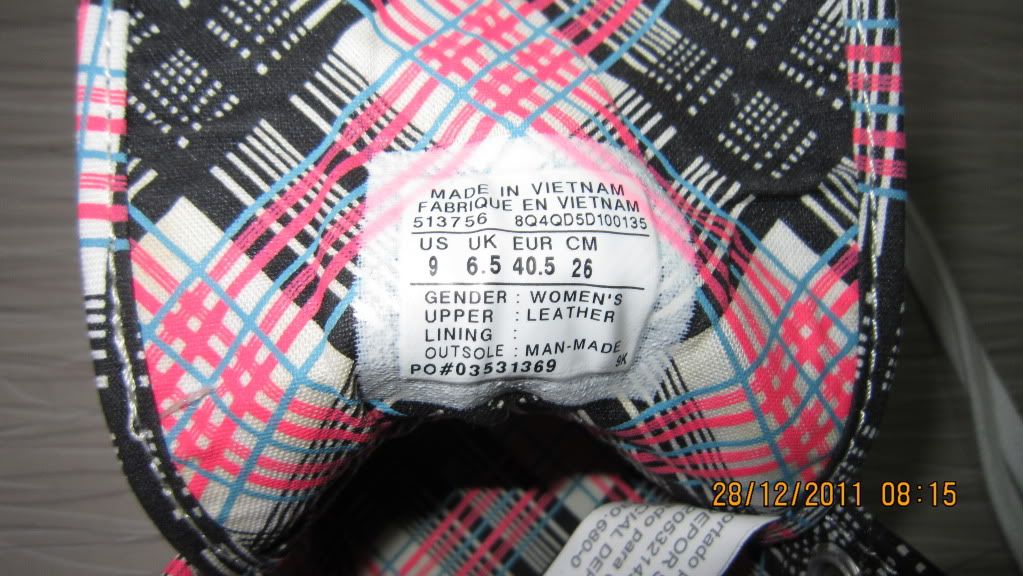 MADE IN VIETNAM
FABRIQUE EN VIETNAM
513756 8Q4QD5D100135
US UK EUR CM
9 6.5 40.5 26
GENDER : WOMEN'S
UPPER : LEATHER
LINING :
OUTSOLE : MAN-MADE
PO#03531369 9K
28/12/2011 08:15